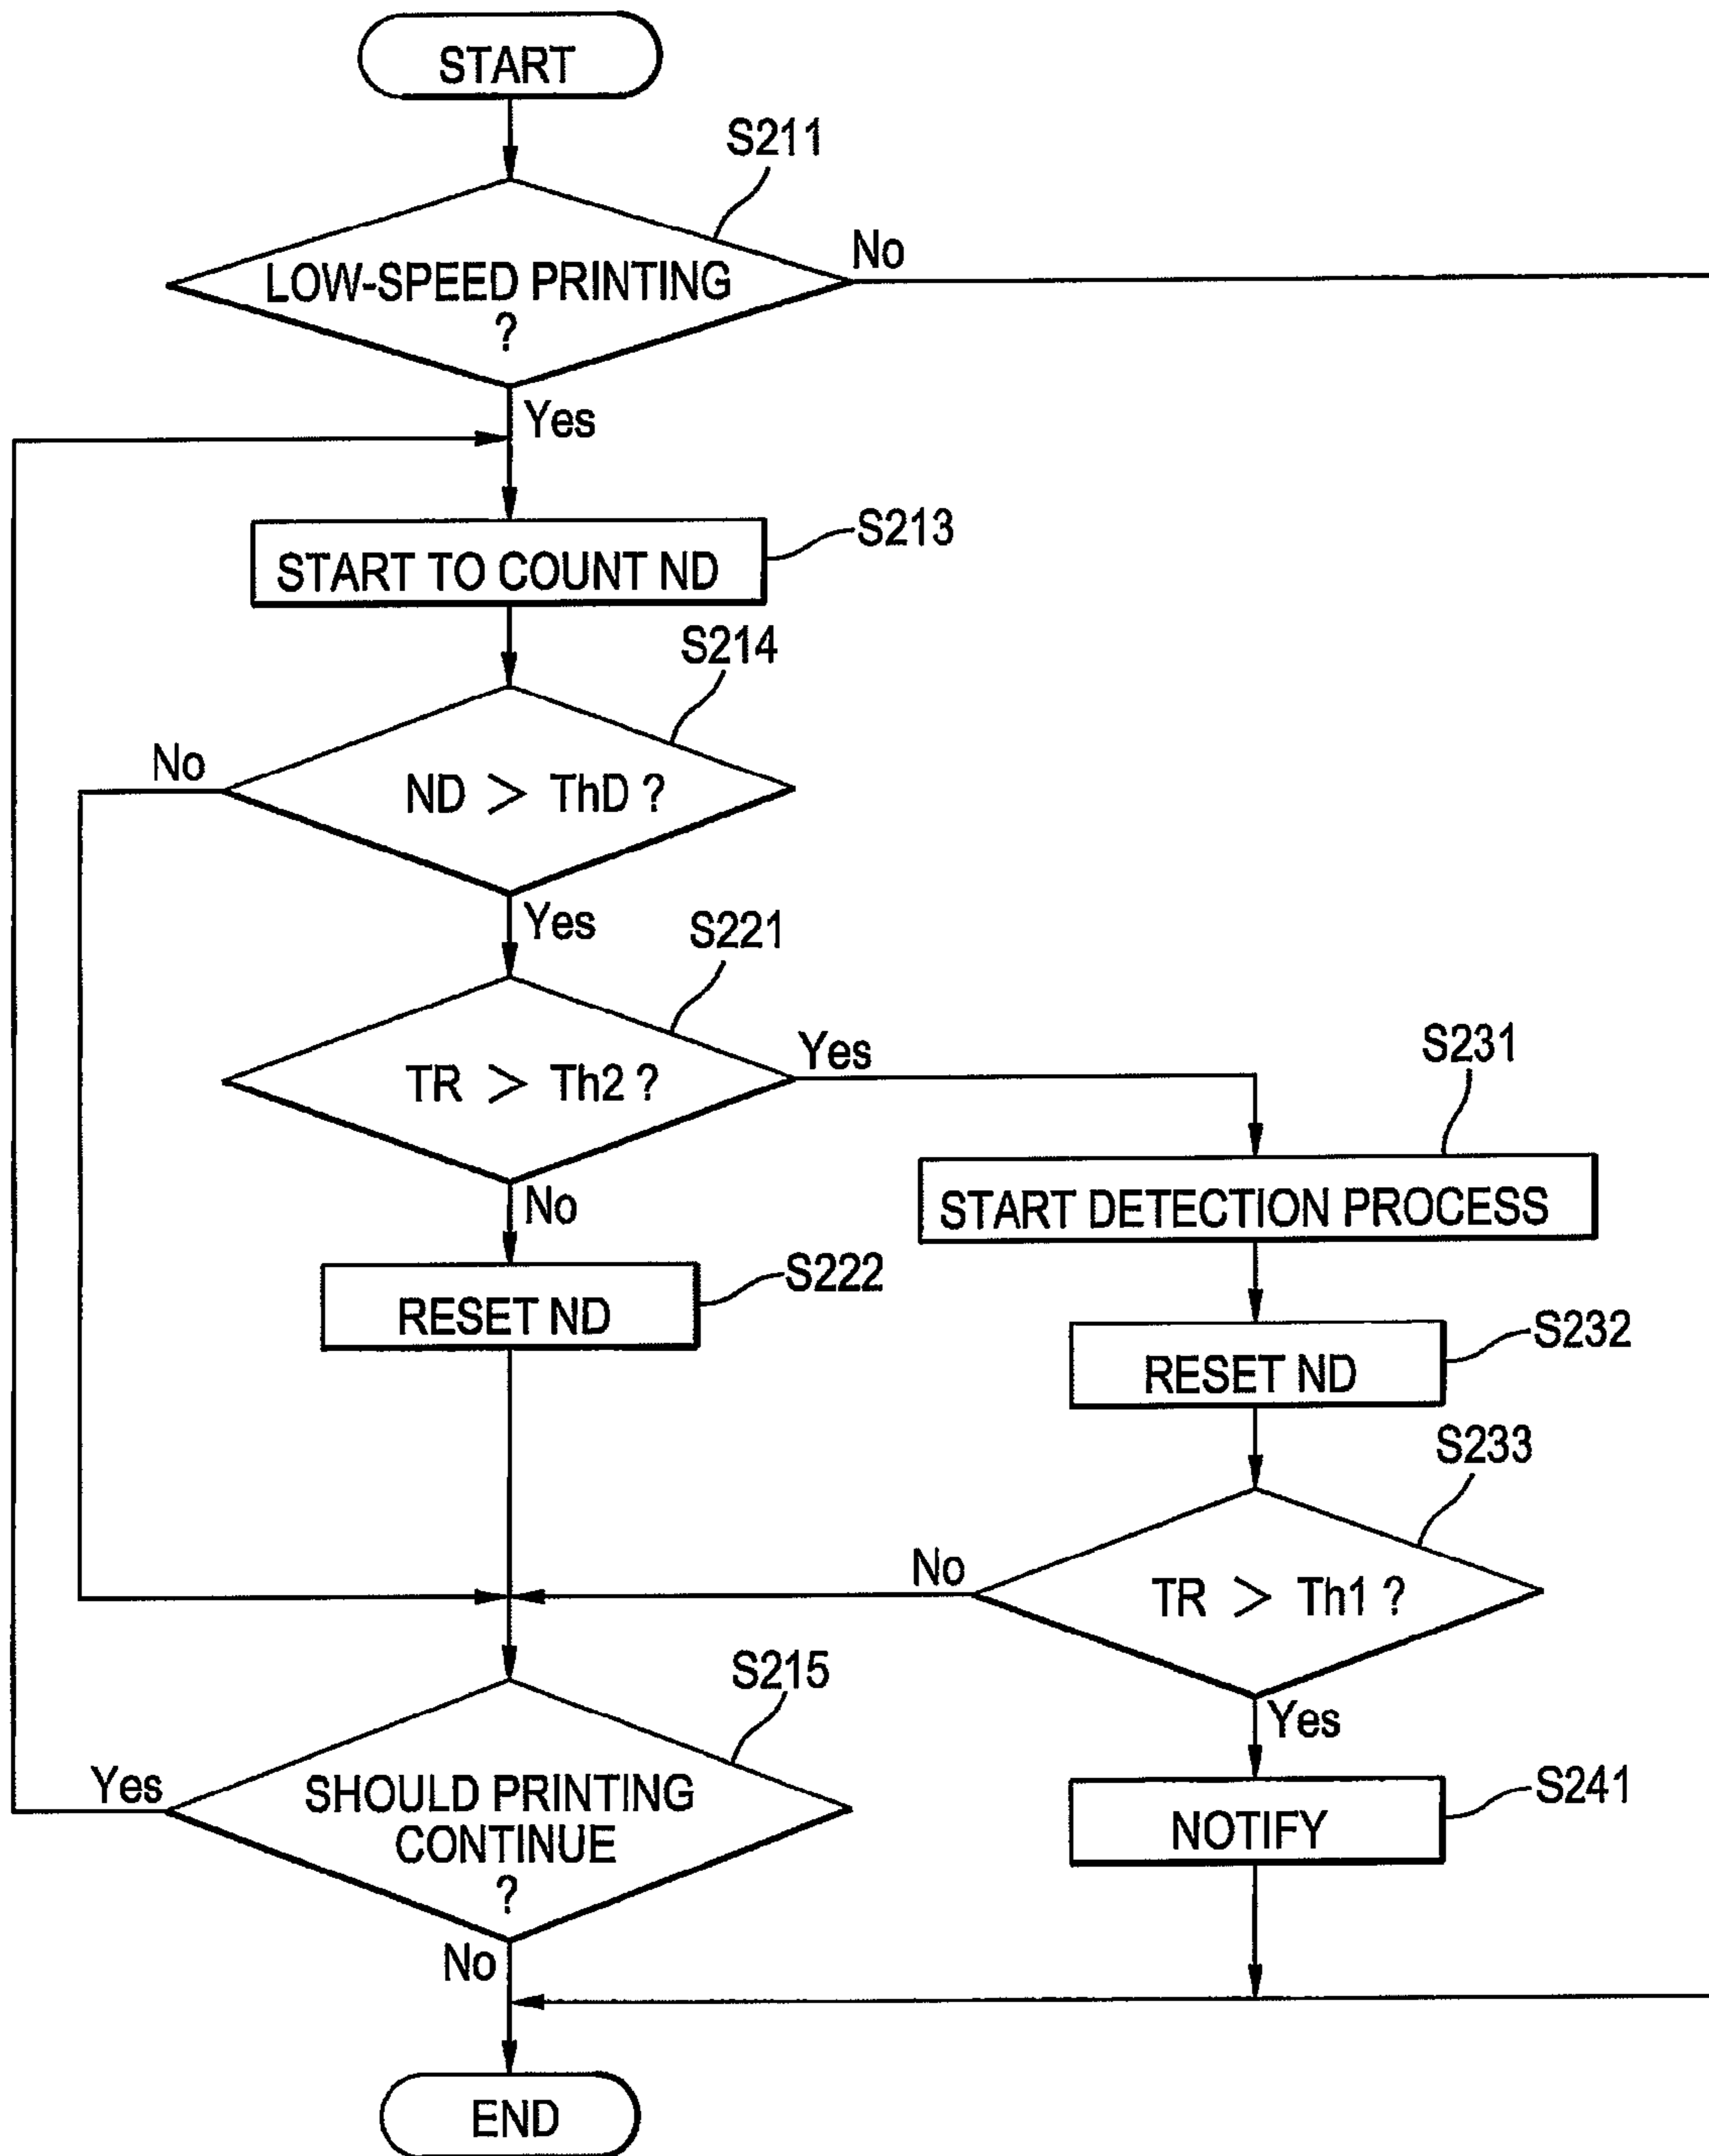 START
S211
LOW-SPEED PRINTING
?
No
Yes
S213
START TO COUNT ND
S214
No
ND > ThD ?
Yes
S221
TR > Th2 ?
Yes
S231
START DETECTION PROCESS
No
S222
RESET ND
S232
RESET ND
S233
No
TR > Th1 ?
S215
Yes
Yes
SHOULD PRINTING
CONTINUE
?
S241
NOTIFY
No
END